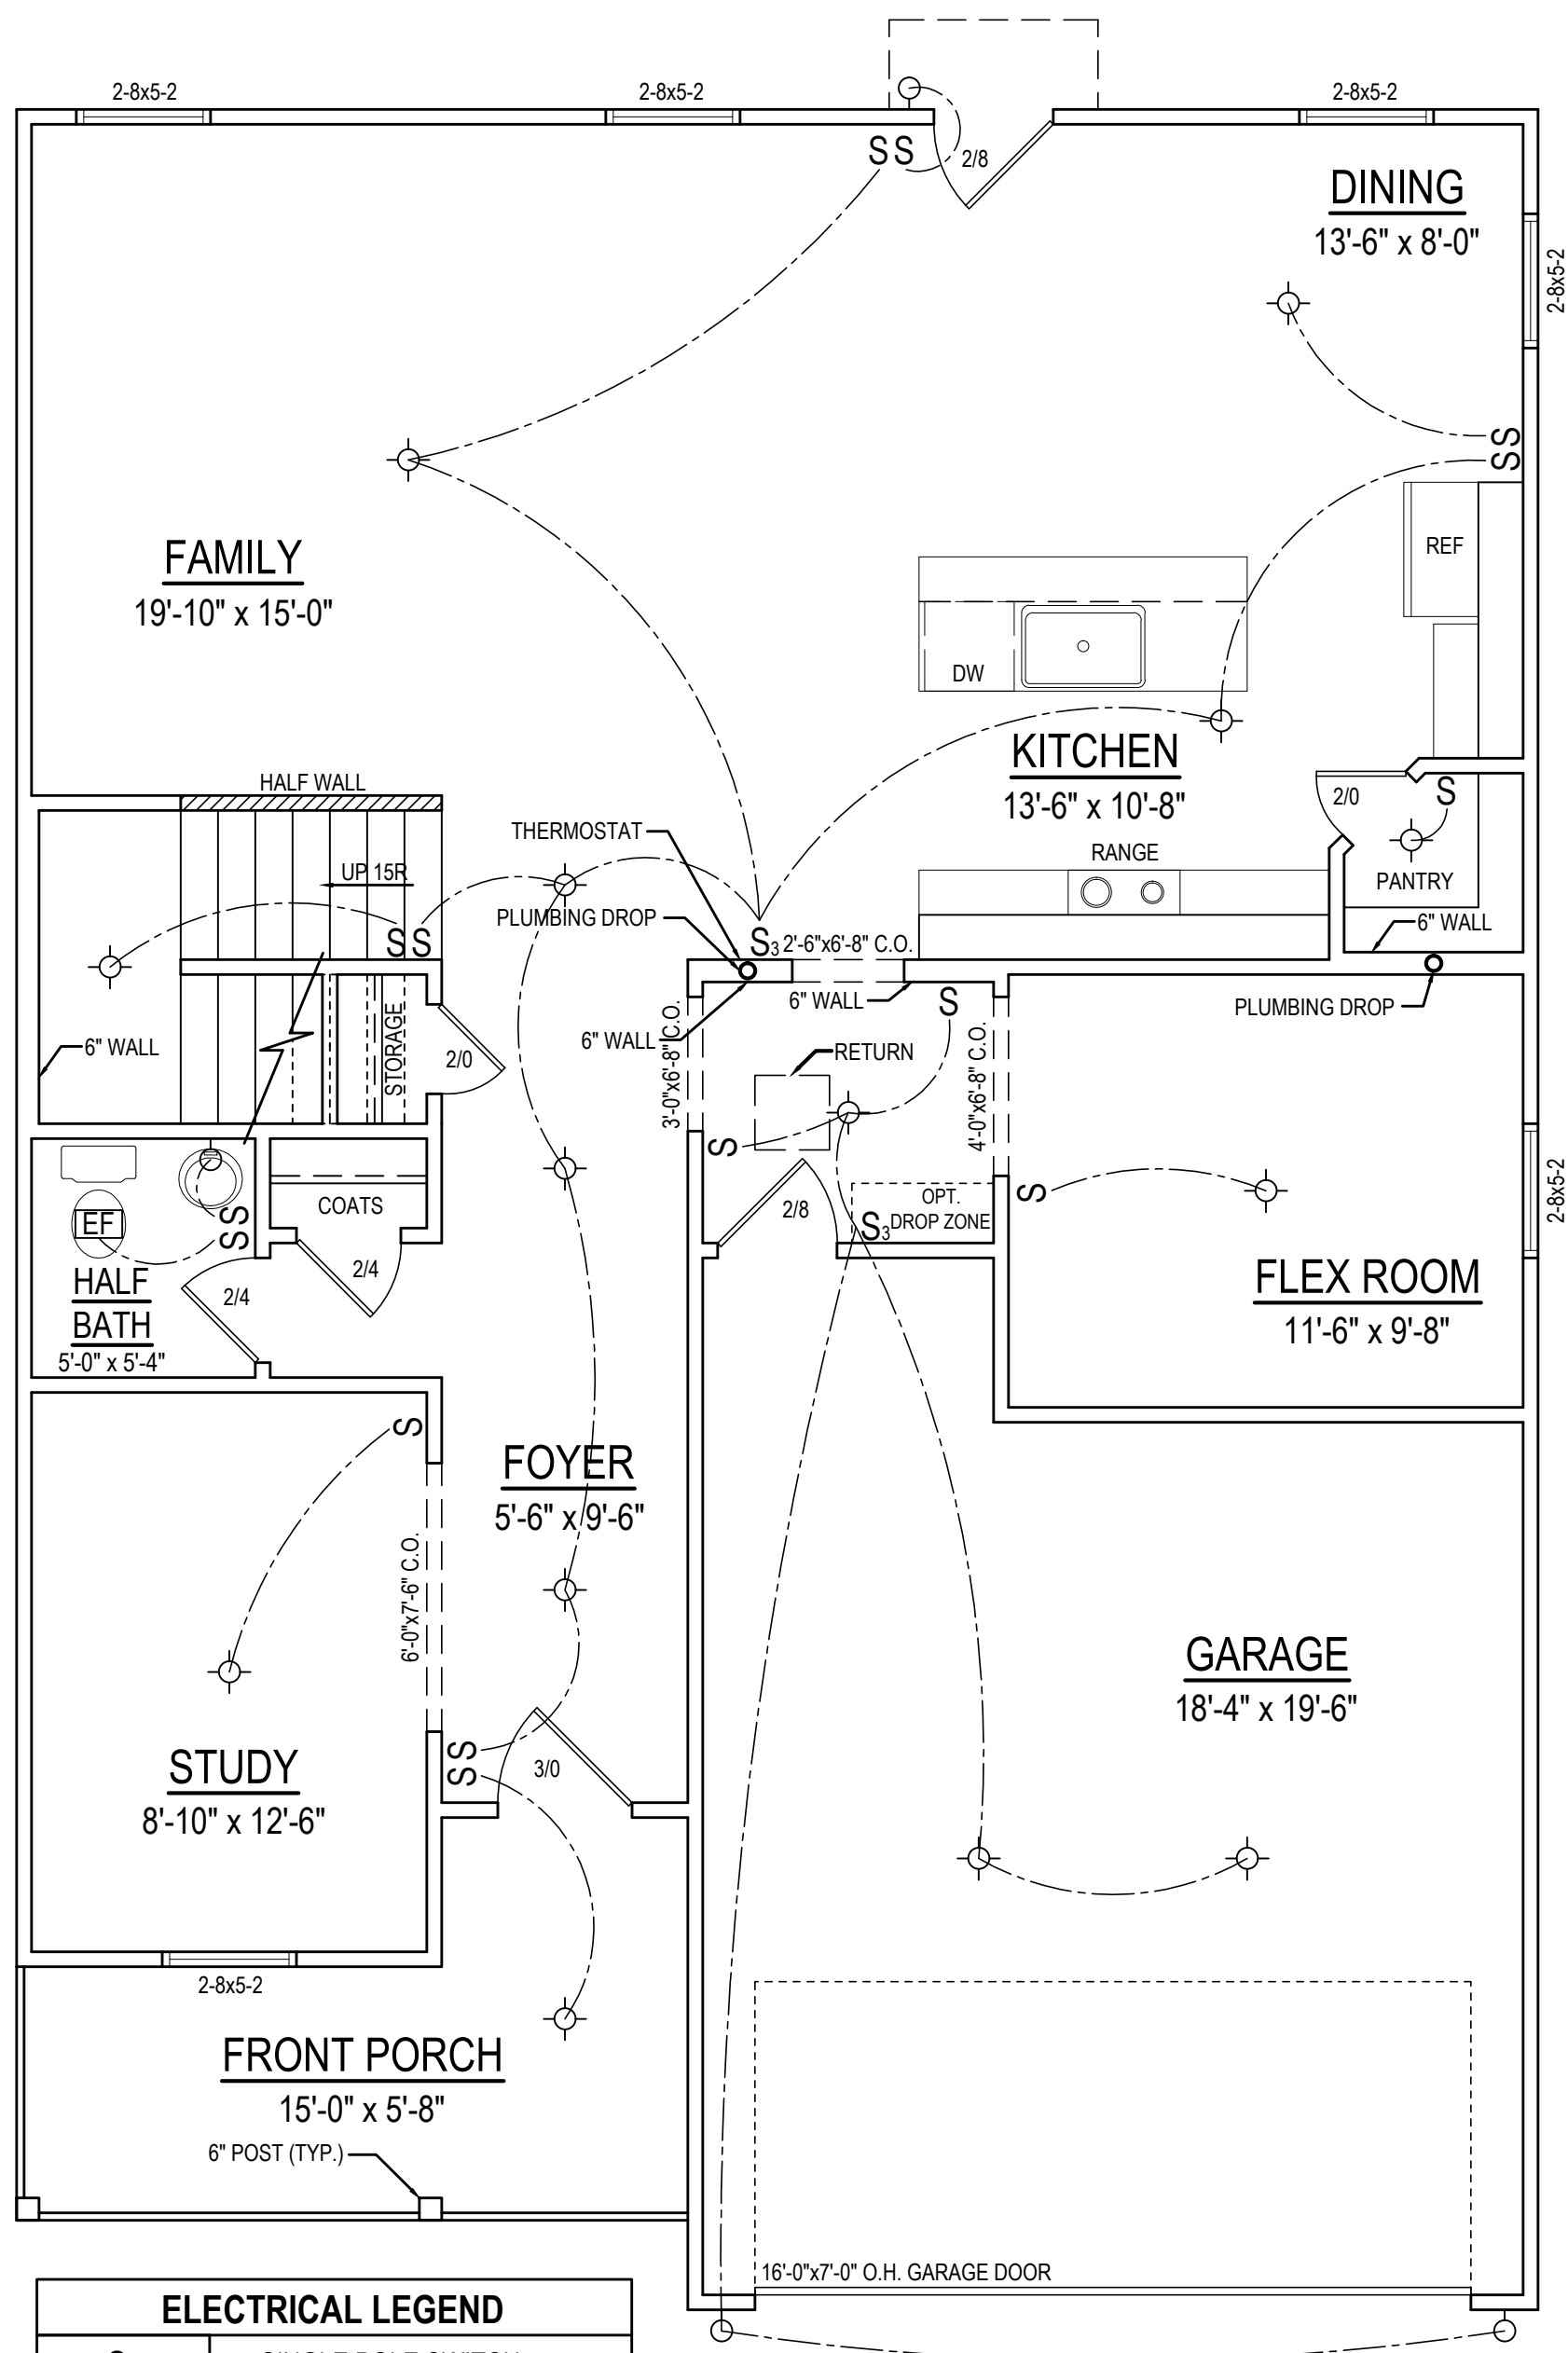 2-8x5-2
2-8x5-2
2-8x5-2
SS
2/8
DINING
13'-6" x 8'-0"
2-8x5-2
S
S
FAMILY
19'-10" x 15'-0"
REF
DW
KITCHEN
13'-6" x 10'-8"
HALF WALL
2/0
S
THERMOSTAT
RANGE
UP 15R
PANTRY
PLUMBING DROP
6" WALL
SS
S3
2'-6"x6'-8" C.O.
6" WALL
S
PLUMBING DROP
6" WALL
STORAGE
2/0
6" WALL
3'-0"x6'-8" C.O.
RETURN
4'-0"x6'-8" C.O.
S
2-8x5-2
COATS
S
OPT.
DROP ZONE
2/8
S3
EF
S
S
HALF
BATH
5'-0" x 5'-4"
2/4
2/4
FLEX ROOM
11'-6" x 9'-8"
S
FOYER
5'-6" x 9'-6"
6'-0"x7'-6" C.O.
GARAGE
18'-4" x 19'-6"
STUDY
8'-10" x 12'-6"
S
S
3/0
2-8x5-2
FRONT PORCH
15'-0" x 5'-8"
6" POST (TYP.)
16'-0"x7'-0" O.H. GARAGE DOOR
ELECTRICAL LEGEND